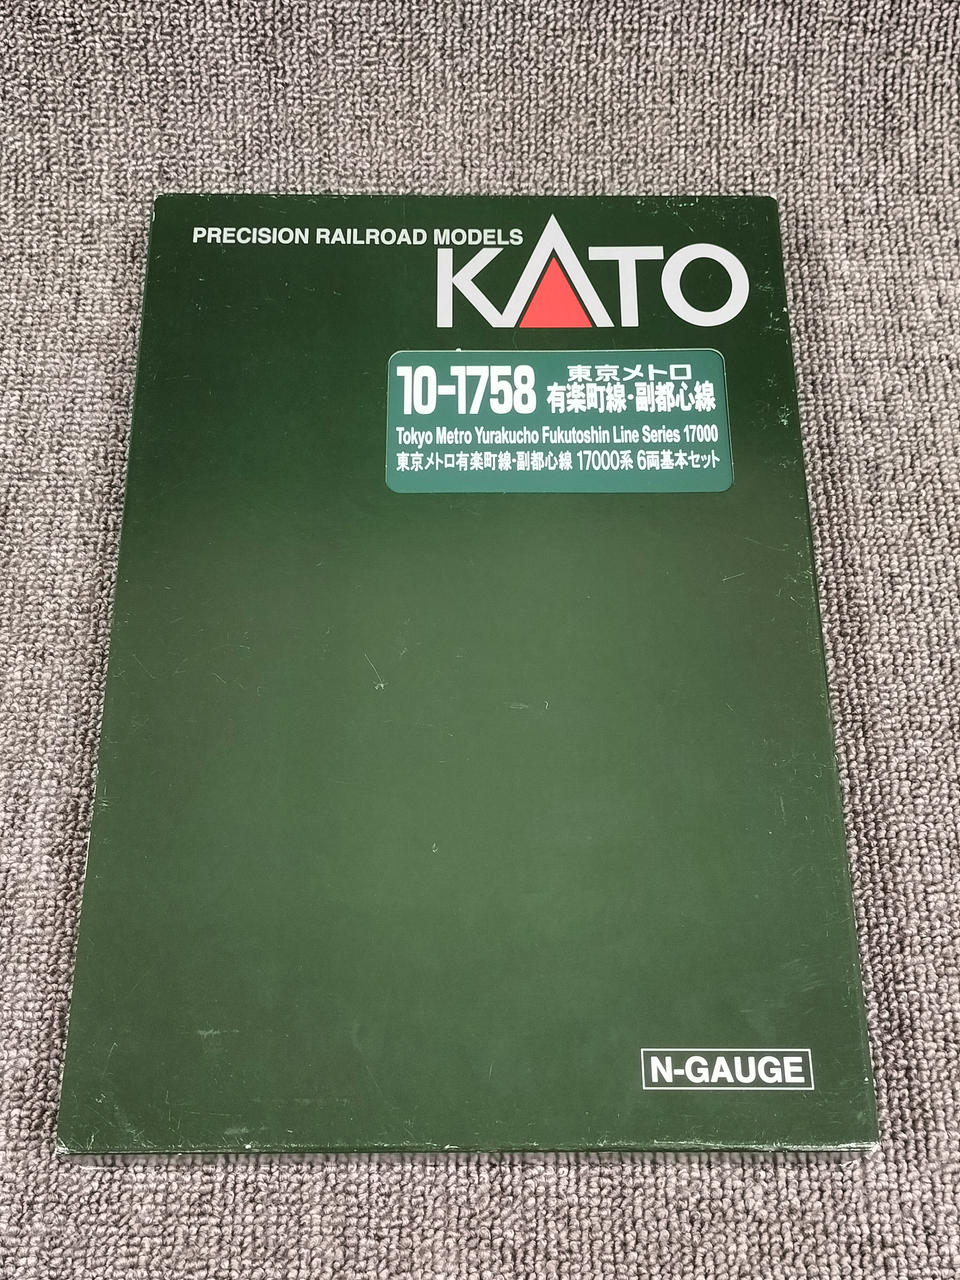 PRECISION RAILROAD MODELS
KATO
10-1758
東京メトロ
有楽町線・副都心線
Tokyo Metro Yurakucho Fukutoshin Line Series 17000
東京メトロ有楽町線・副都心線 17000系 6両基本セット
N-GAUGE